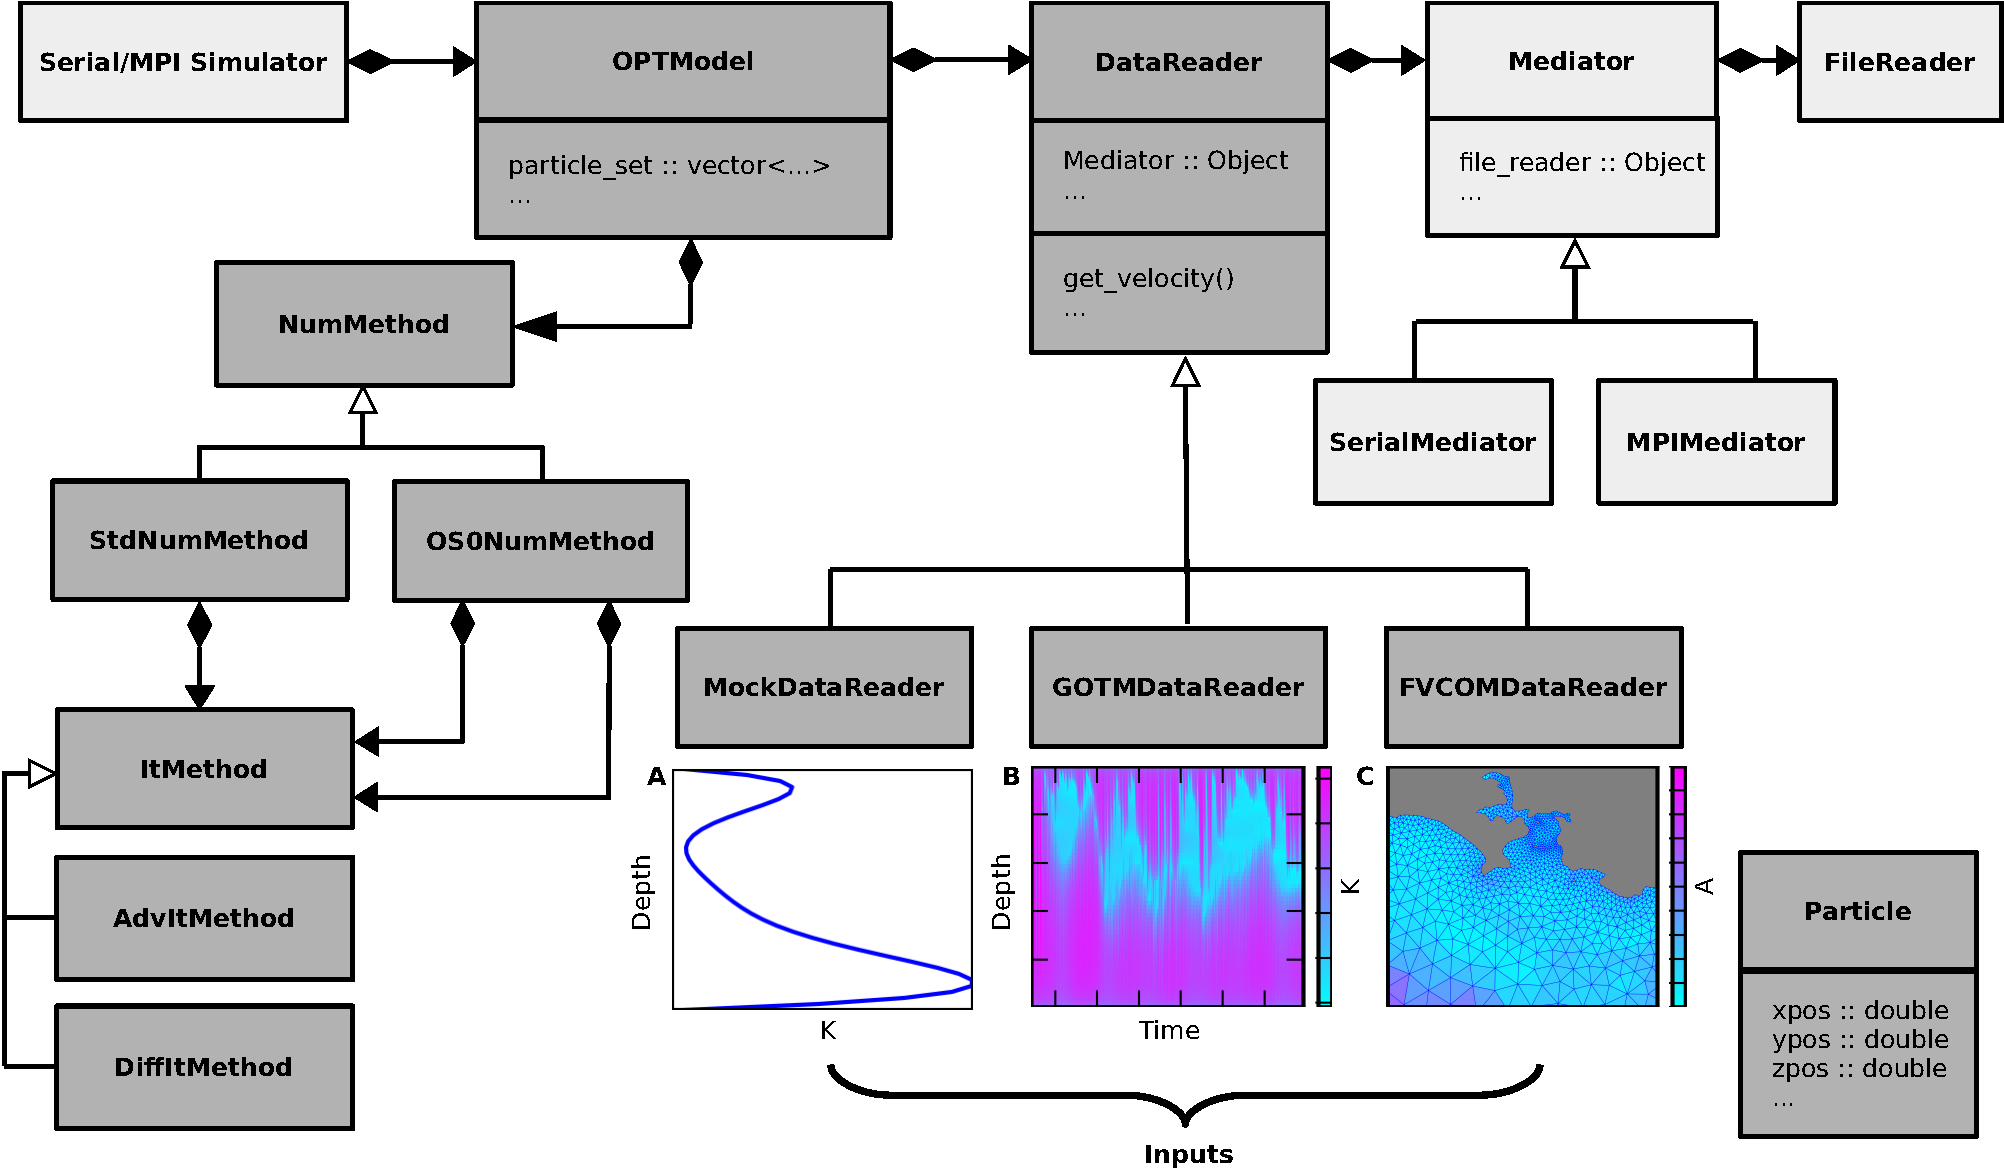 Serial/MPI Simulator
OPTModel
particle_set :: vector<...>
...
DataReader
Mediator :: Object
...
get_velocity()
...
Mediator
file_reader :: Object
...
FileReader
NumMethod
SerialMediator
MPIMediator
StdNumMethod
OS0NumMethod
MockDataReader
GOTMDataReader
FVCOMDataReader
ItMethod
AdvItMethod
DiffItMethod
A
Depth
K
B
Depth
Time
K
C
A
Particle
xpos :: double
ypos :: double
zpos :: double
...
Inputs